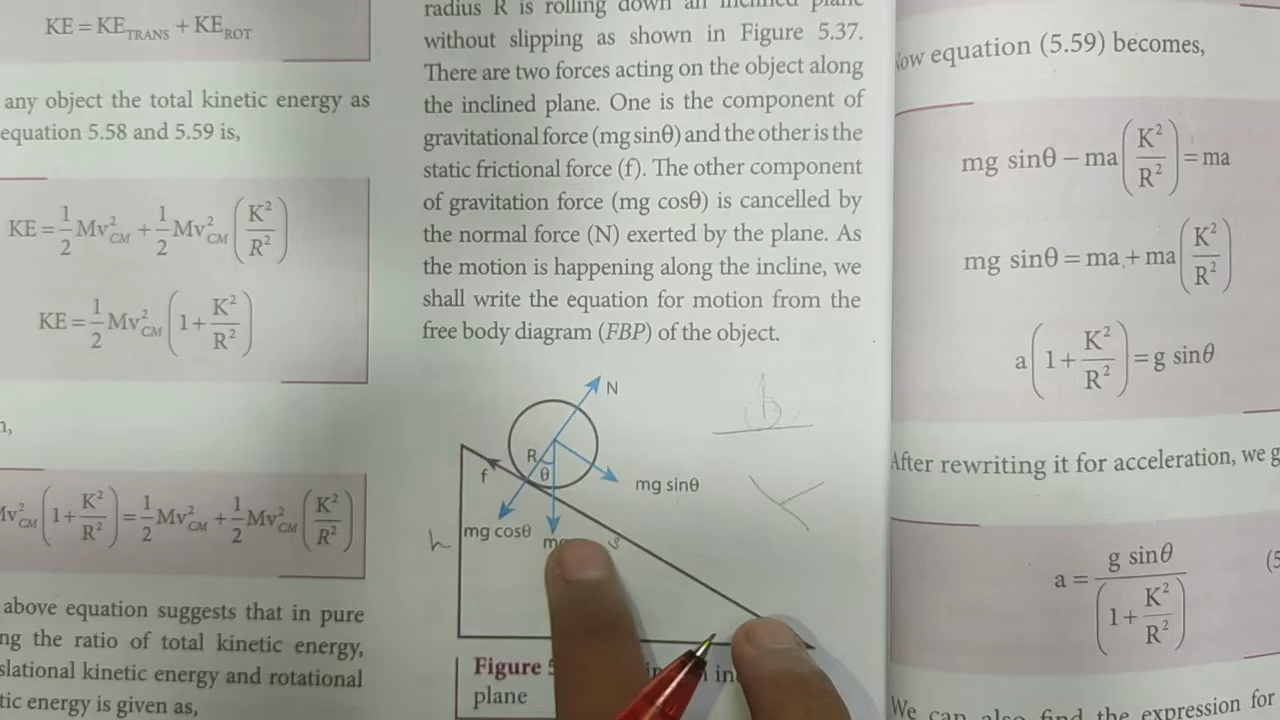 KE = KE_TRANS + KE_ROT
any object the total kinetic energy as
equation 5.58 and 5.59 is,
KE = 1/2 Mv²_CM + 1/2 Mv²_CM (K²/R²)
KE = 1/2 Mv²_CM (1 + K²/R²)
Mv²_CM (1 + K²/R²) = 1/2 Mv²_CM + 1/2 Mv²_CM (K²/R²)
above equation suggests that in pure
the ratio of total kinetic energy,
kinetic energy and rotational
energy is given as,
radius R is rolling down an inclined plane
without slipping as shown in Figure 5.37.
There are two forces acting on the object along
the inclined plane. One is the component of
gravitational force (mg sinθ) and the other is the
static frictional force (f). The other component
of gravitation force (mg cosθ) is cancelled by
the normal force (N) exerted by the plane. As
the motion is happening along the incline, we
shall write the equation for motion from the
free body diagram (FBP) of the object.
N
R
θ
f
mg sinθ
mg cosθ
h
s
Figure
plane
Now equation (5.59) becomes,
mg sinθ − ma (K²/R²) = ma
mg sinθ = ma + ma (K²/R²)
a (1 + K²/R²) = g sinθ
After rewriting it for acceleration, we
a = g sinθ / (1 + K²/R²)
(5
We can also find the expression for